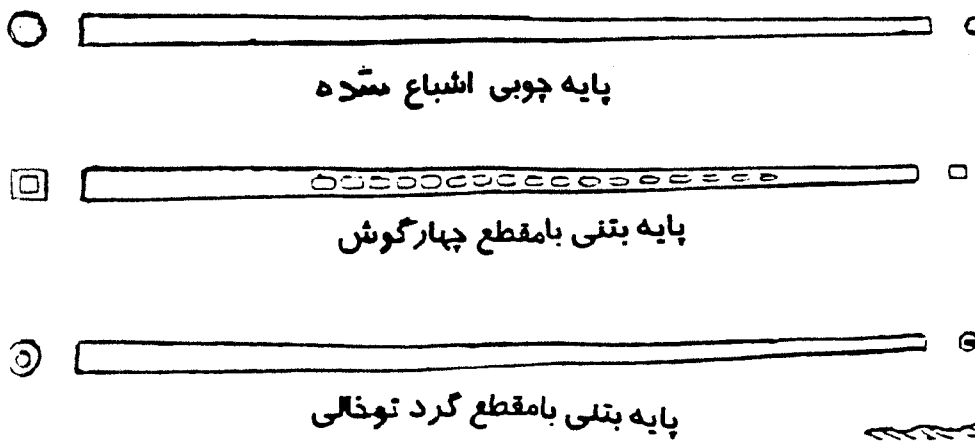 پایه چوبی اشباع شده
پایه بتنی بامقطع چهارگوش
پایه بتنی بامقطع گرد توخالی